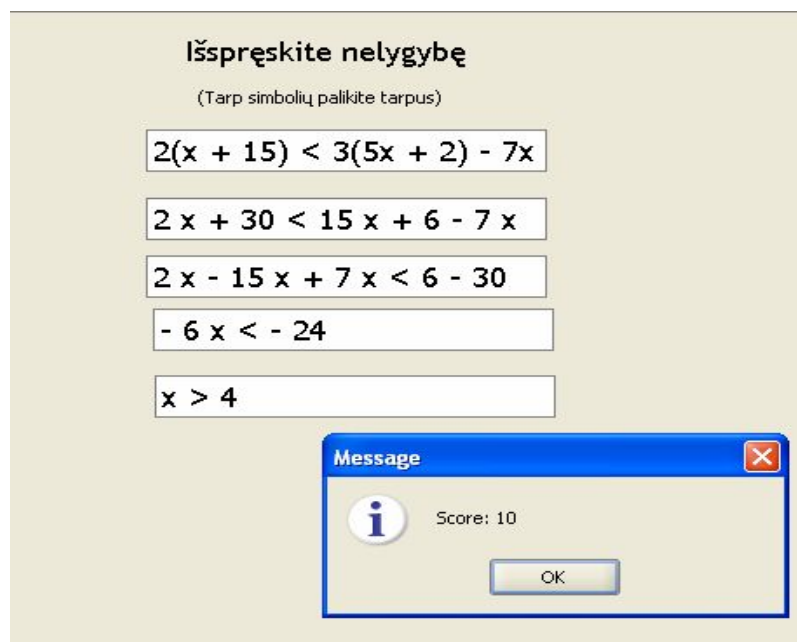 Išspręskite nelygybę
(Tarp simbolių palikite tarpus)
2(x + 15) < 3(5x + 2) - 7x
2 x + 30 < 15 x + 6 - 7 x
2 x - 15 x + 7 x < 6 - 30
- 6 x < - 24
x > 4
Message
Score: 10
OK